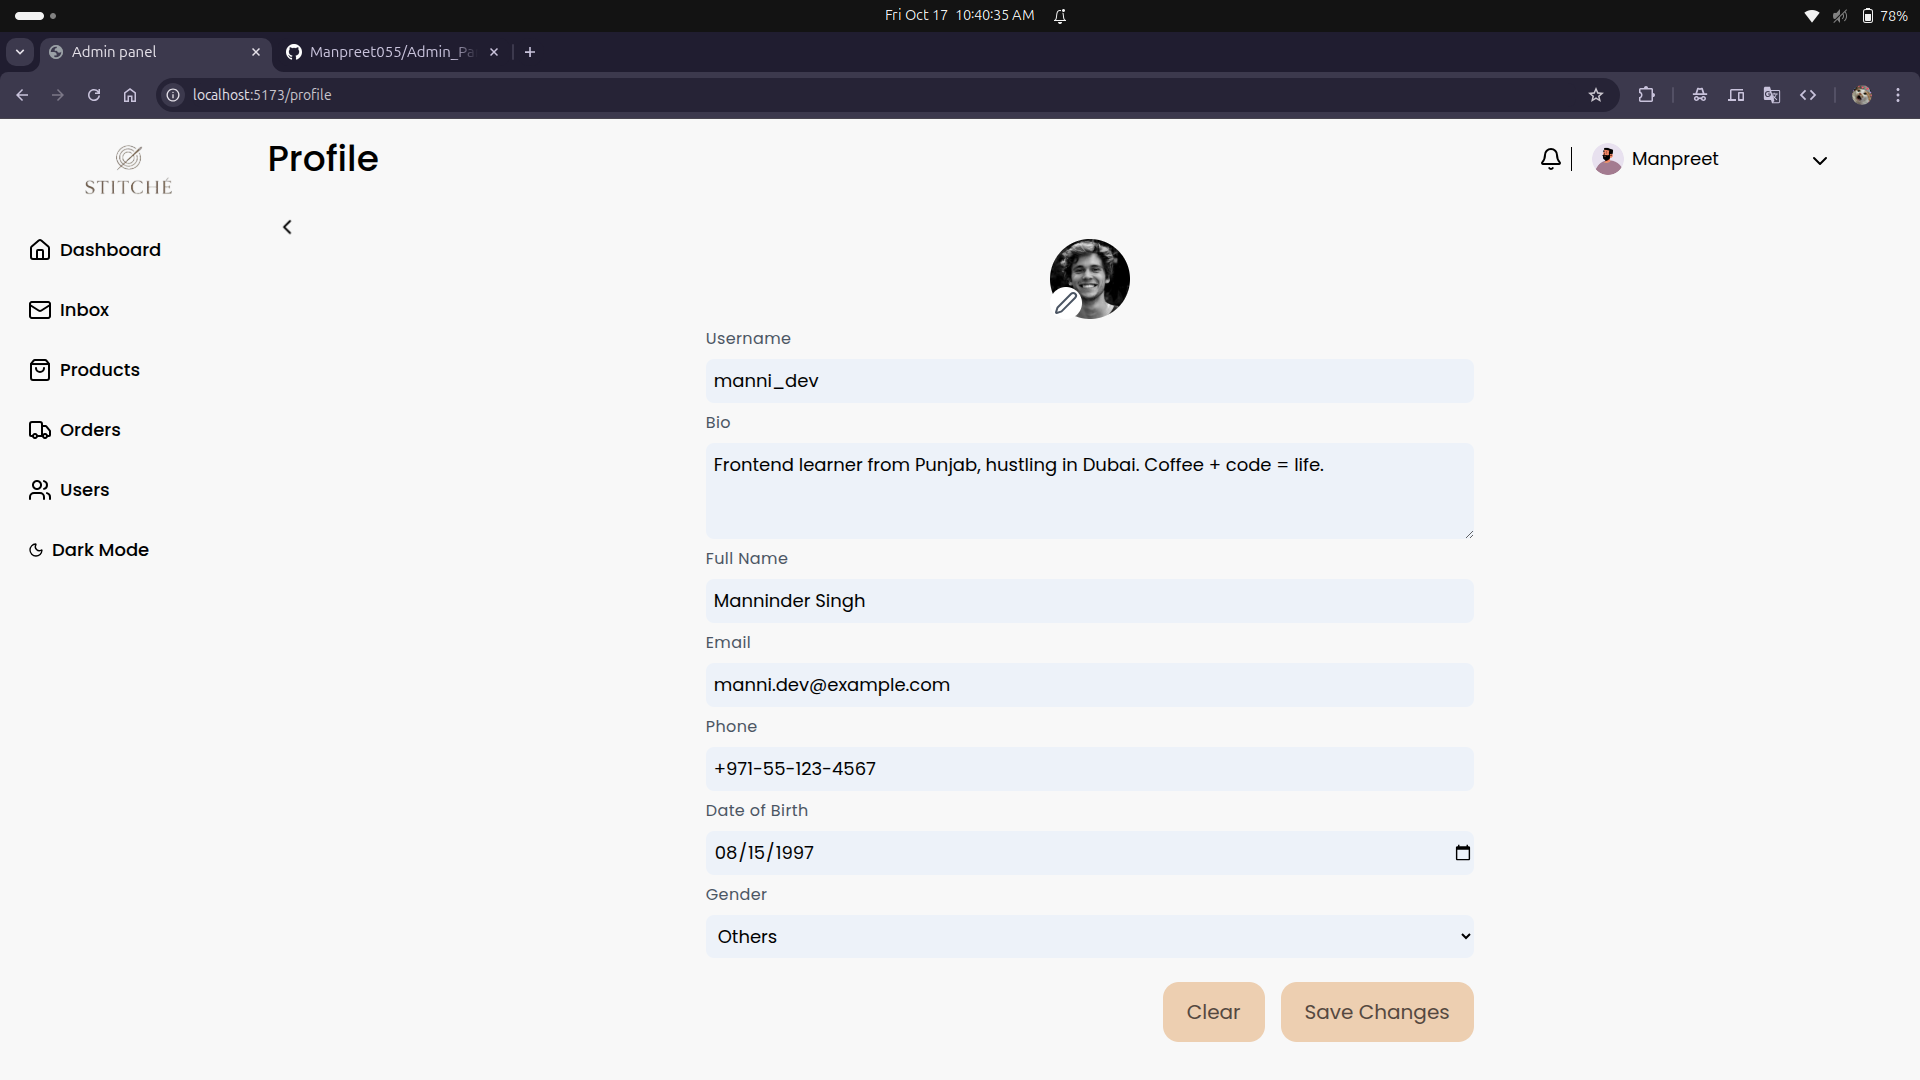 Fri Oct 17 10:40:35 AM
78%
Admin panel
Manpreet055/Admin_Pa
localhost:5173/profile
STITCHÉ
Profile
Manpreet
Dashboard
Inbox
Products
Orders
Users
Dark Mode
Username
manni_dev
Bio
Frontend learner from Punjab, hustling in Dubai. Coffee + code = life.
Full Name
Manninder Singh
Email
manni.dev@example.com
Phone
+971-55-123-4567
Date of Birth
08/15/1997
Gender
Others
Clear
Save Changes